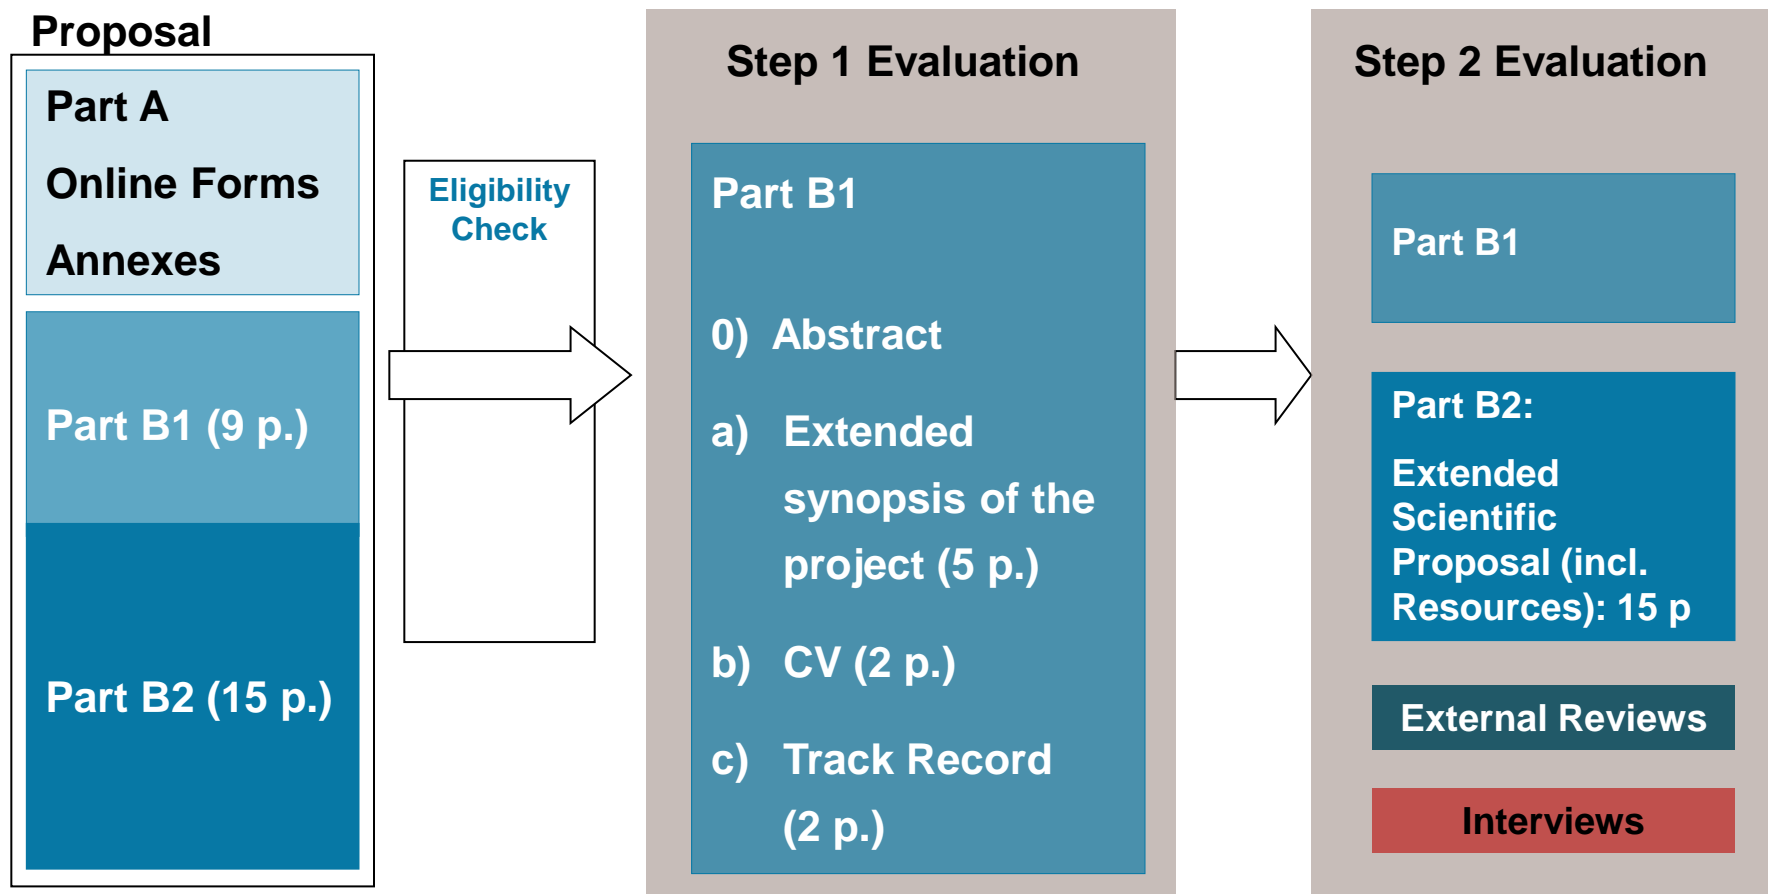 Proposal
Part A
Online Forms
Annexes
Part B1 (9 p.)
Part B2 (15 p.)
Eligibility
Check
Step 1 Evaluation
Part B1
0) Abstract
a) Extended
synopsis of the
project (5 p.)
b) CV (2 p.)
c) Track Record
(2 p.)
Step 2 Evaluation
Part B1
Part B2:
Extended
Scientific
Proposal (incl.
Resources): 15 p
External Reviews
Interviews